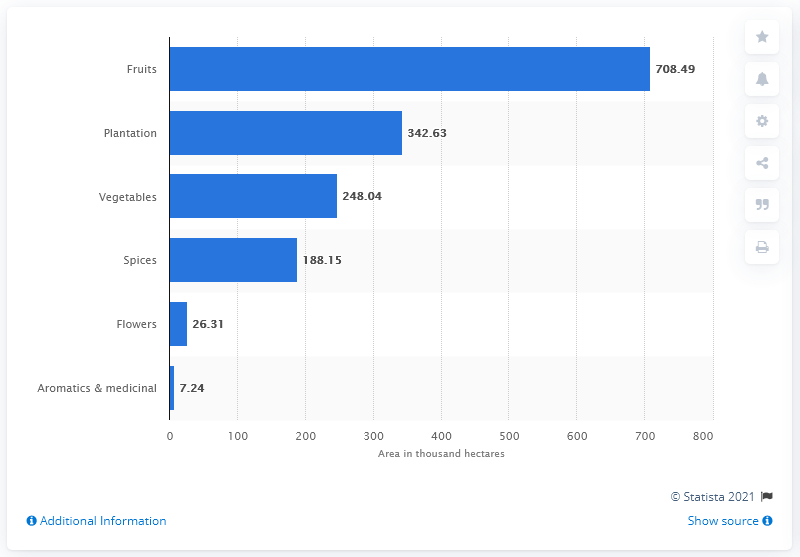 Fruits 708.49
Plantation 342.63
Vegetables 248.04
Spices 188.15
Flowers 26.31
Aromatics & medicinal 7.24
0 100 200 300 400 500 600 700 800
Area in thousand hectares
© Statista 2021
Additional Information Show source